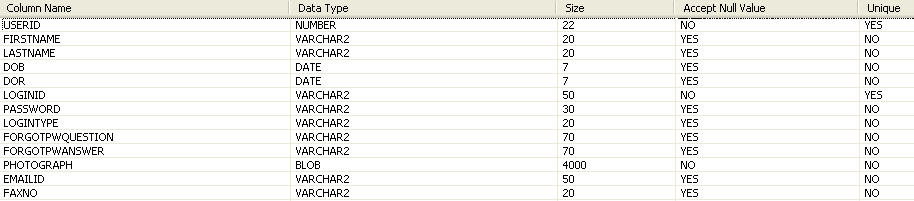 Column Name Data Type Size Accept Null Value Unique
USERID NUMBER 22 NO YES
FIRSTNAME VARCHAR2 20 YES NO
LASTNAME VARCHAR2 20 YES NO
DOB DATE 7 YES NO
DOR DATE 7 YES NO
LOGINID VARCHAR2 50 NO YES
PASSWORD VARCHAR2 30 YES NO
LOGINTYPE VARCHAR2 20 YES NO
FORGOTPWQUESTION VARCHAR2 70 YES NO
FORGOTPWANSWER VARCHAR2 70 YES NO
PHOTOGRAPH BLOB 4000 NO NO
EMAILID VARCHAR2 50 YES NO
FAXNO VARCHAR2 20 YES NO